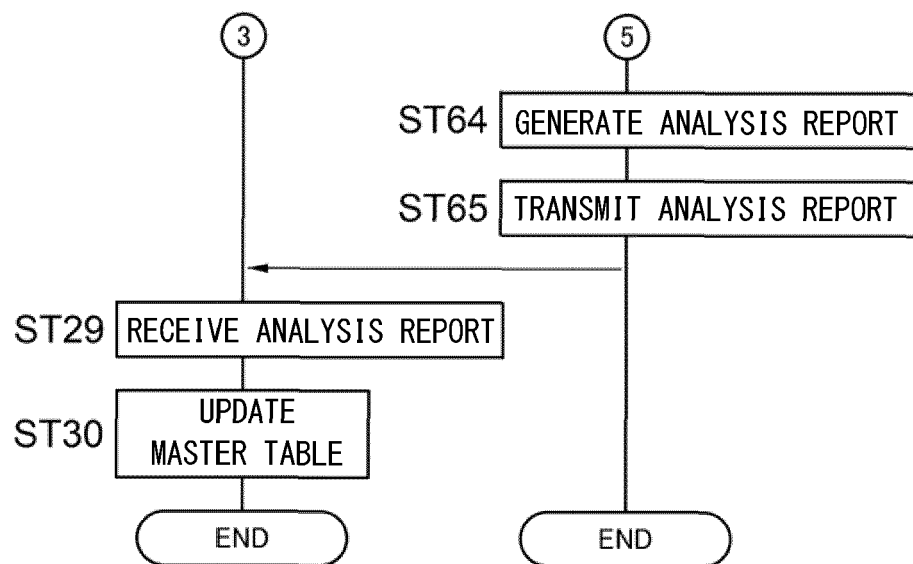 3
5
ST64 GENERATE ANALYSIS REPORT
ST65 TRANSMIT ANALYSIS REPORT
ST29 RECEIVE ANALYSIS REPORT
ST30 UPDATE
MASTER TABLE
END
END